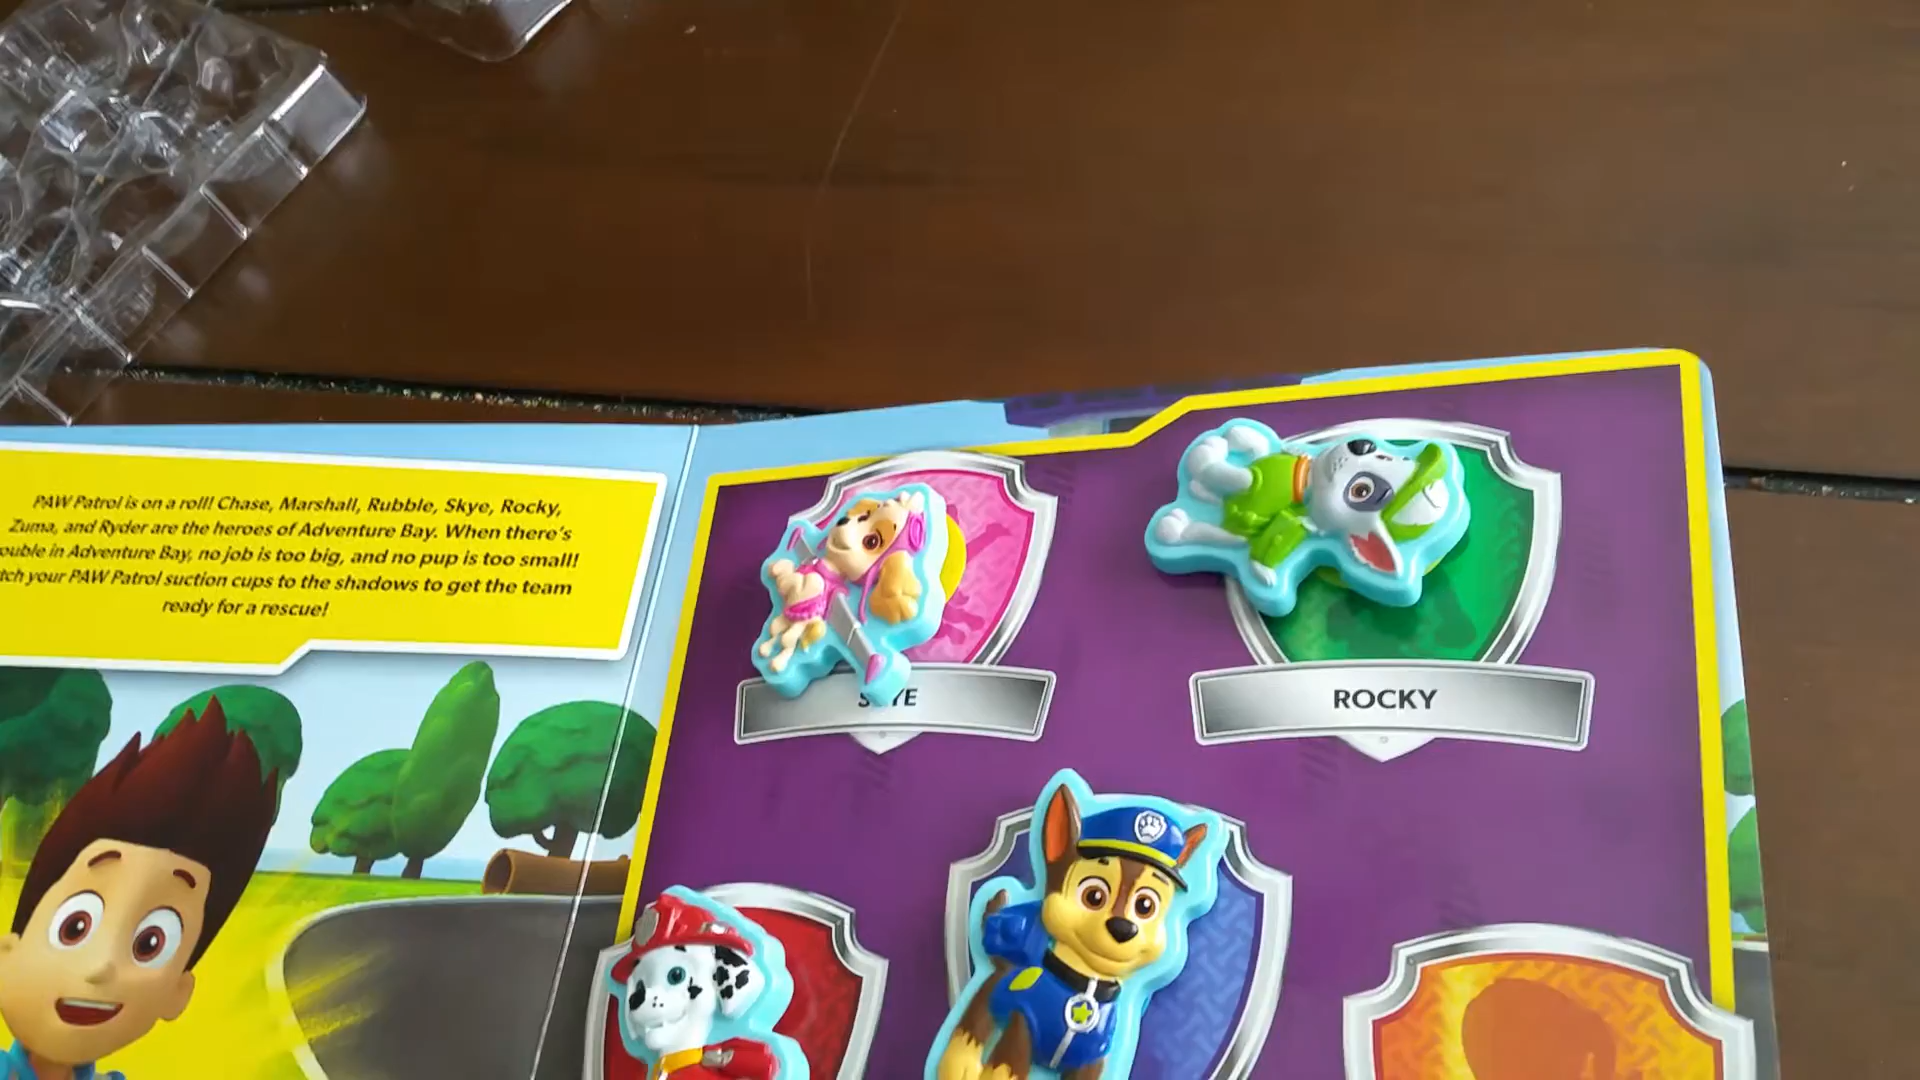 PAW Patrol is on a roll! Chase, Marshall, Rubble, Skye, Rocky,
Zuma, and Ryder are the heroes of Adventure Bay. When there's
in Adventure Bay, no job is too big, and no pup is too small!
your PAW Patrol suction cups to the shadows to get the team
ready for a rescue!
ROCKY